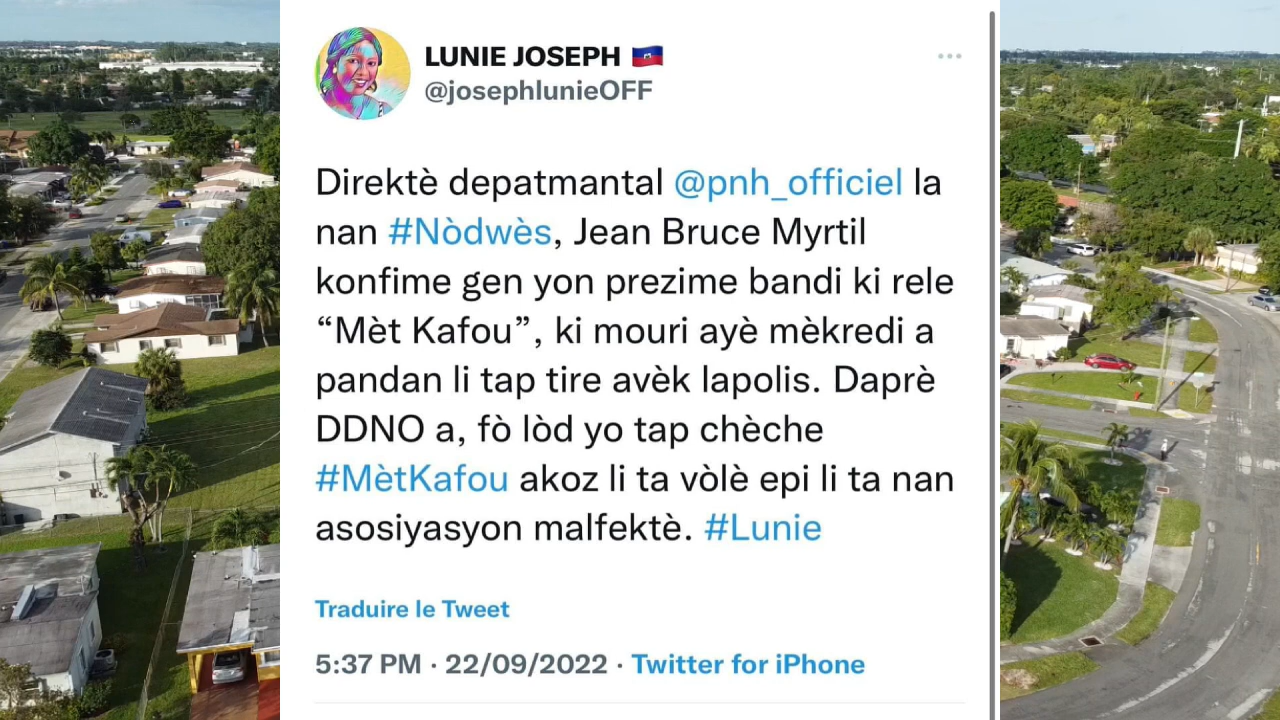 LUNIE JOSEPH 🇭🇹
@josephlunieOFF
Direktè depatmantal @pnh_officiel la
nan #Nòdwès, Jean Bruce Myrtil
konfime gen yon prezime bandi ki rele
“Mèt Kafou”, ki mouri ayè mèkredi a
pandan li tap tire avèk lapolis. Daprè
DDNO a, fò lòd yo tap chèche
#MètKafou akoz li ta vòlè epi li ta nan
asosiyasyon malfektè. #Lunie
Traduire le Tweet
5:37 PM · 22/09/2022 · Twitter for iPhone